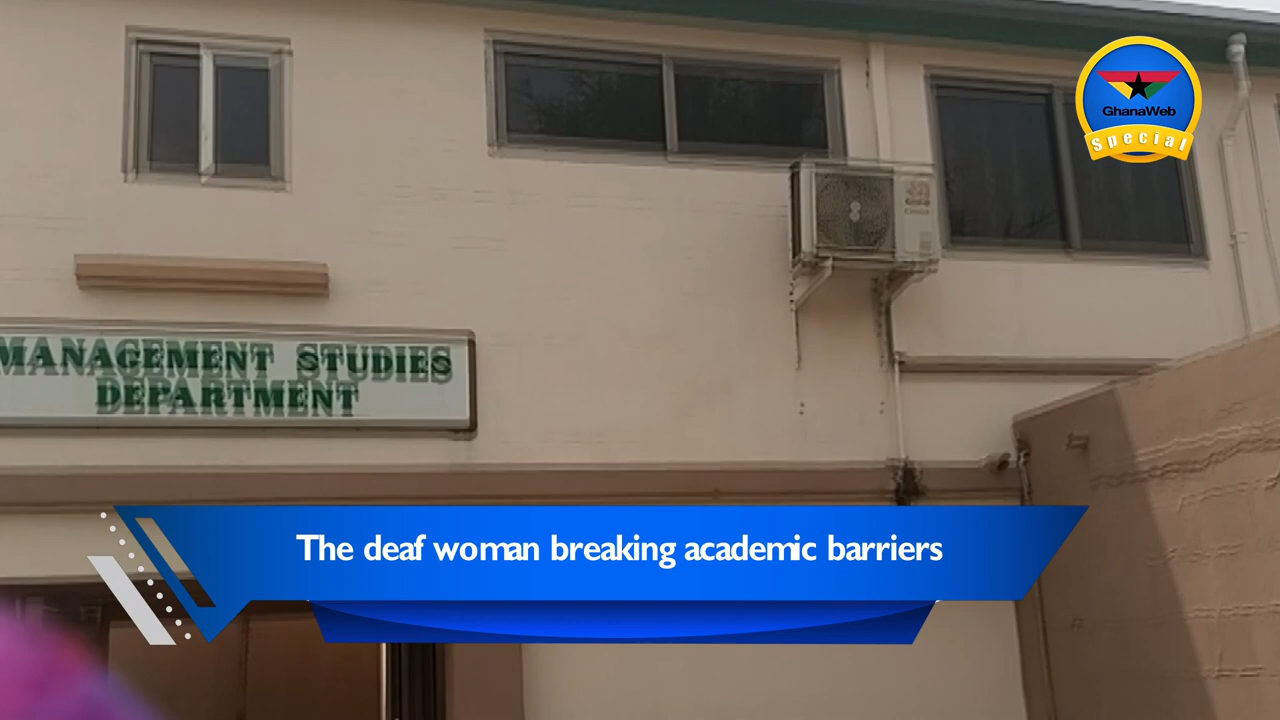 GhanaWeb
Special
MANAGEMENT STUDIES
DEPARTMENT
The deaf woman breaking academic barriers